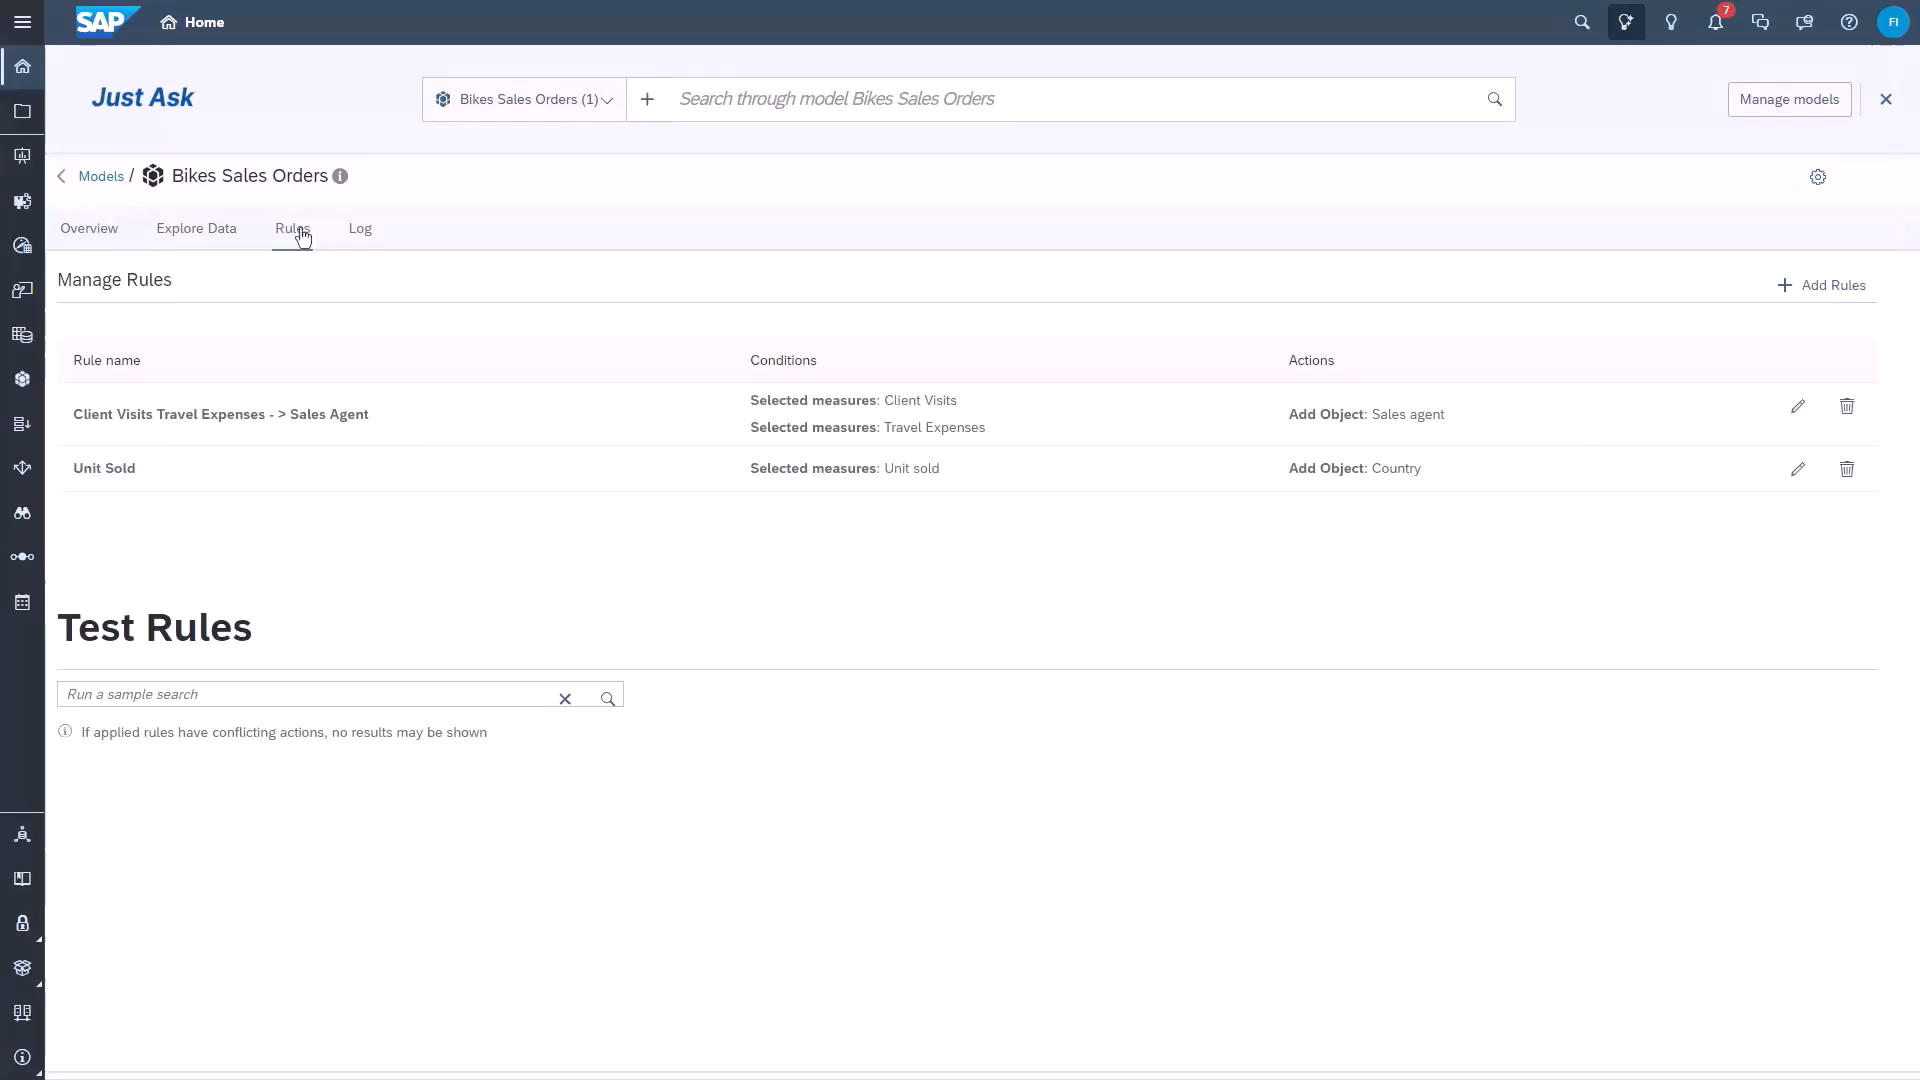 SAP
Home
7
FI
Just Ask
Bikes Sales Orders (1)
Search through model Bikes Sales Orders
Manage models
Models / Bikes Sales Orders
Overview
Explore Data
Rules
Log
Manage Rules
Add Rules
Rule name
Conditions
Actions
Client Visits Travel Expenses - > Sales Agent
Selected measures: Client Visits
Selected measures: Travel Expenses
Add Object: Sales agent
Unit Sold
Selected measures: Unit sold
Add Object: Country
Test Rules
Run a sample search
If applied rules have conflicting actions, no results may be shown